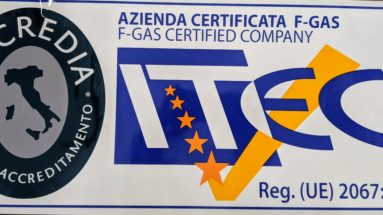 CREDIA
ACCREDITAMENTO
AZIENDA CERTIFICATA F-GAS
F-GAS CERTIFIED COMPANY
ITEC
Reg. (UE) 2067: